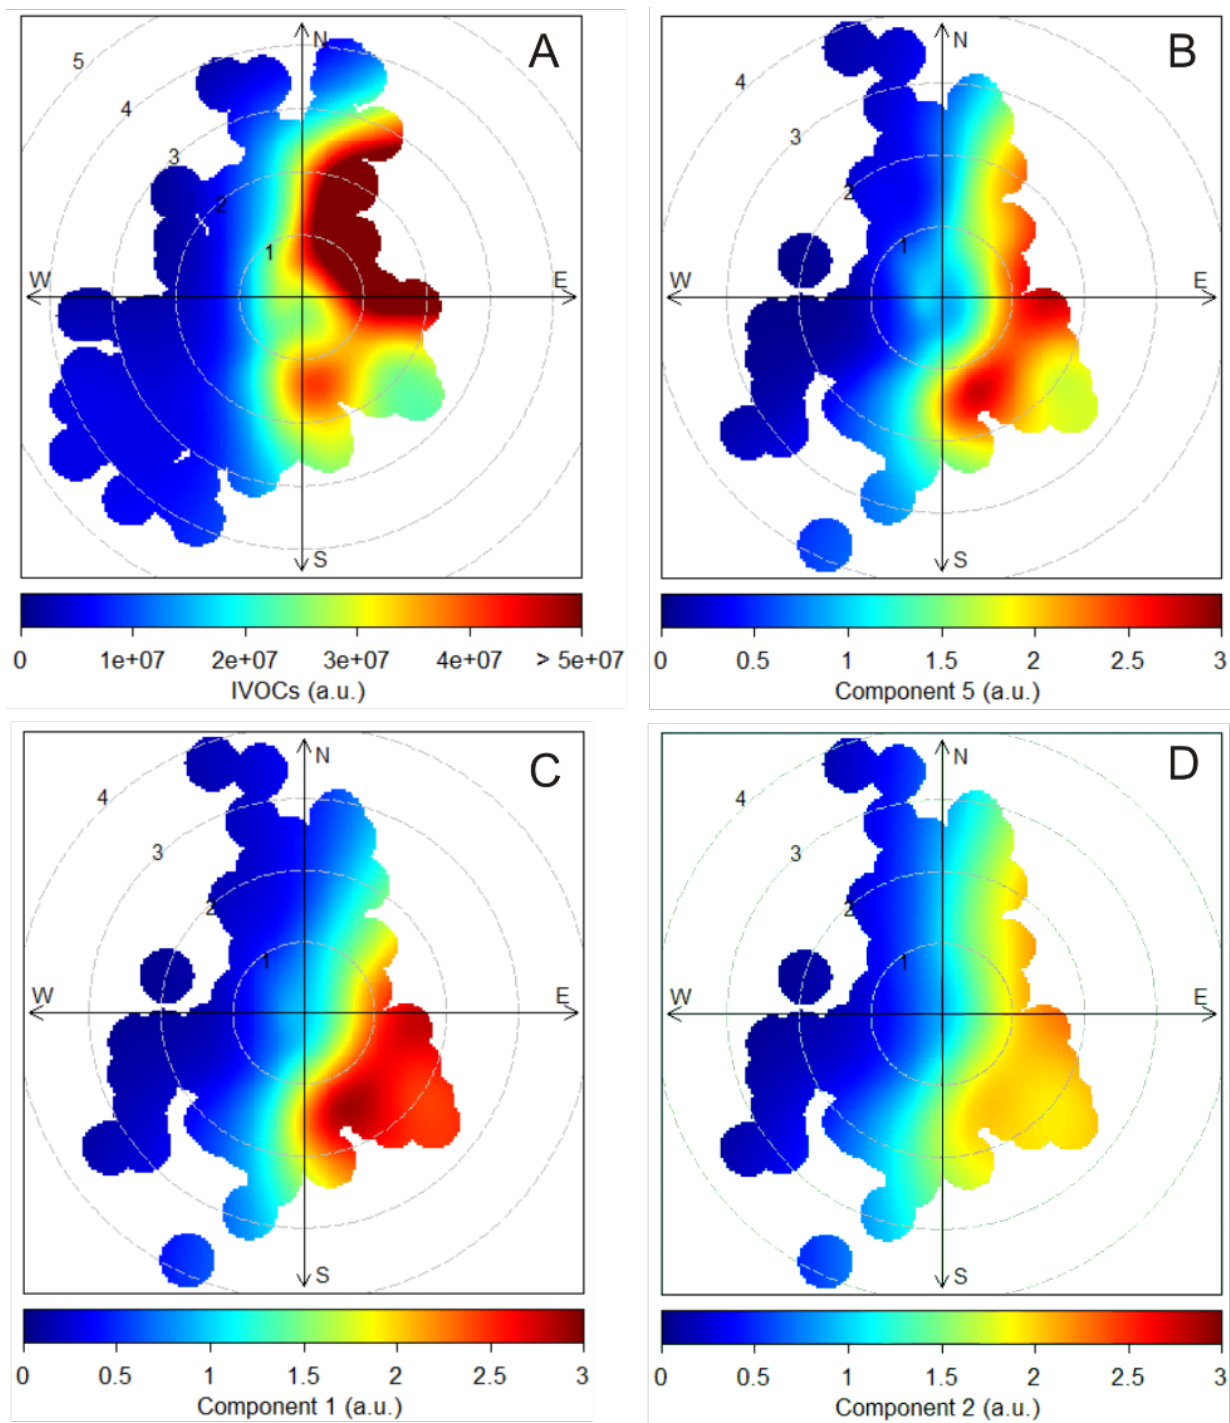 A
N
5
4
3
2
1
W
E
S
0 1e+07 2e+07 3e+07 4e+07 > 5e+07
IVOCs (a.u.)
B
N
4
3
2
1
W
E
S
0 0.5 1 1.5 2 2.5 3
Component 5 (a.u.)
C
N
4
3
2
1
W
E
S
0 0.5 1 1.5 2 2.5 3
Component 1 (a.u.)
D
N
4
3
2
1
W
E
S
0 0.5 1 1.5 2 2.5 3
Component 2 (a.u.)